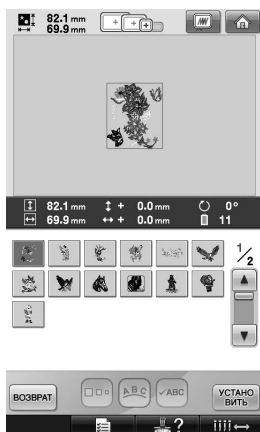 82.1 mm
69.9 mm
82.1 mm + 0.0 mm 0°
69.9 mm + 0.0 mm 11
1/2
ВОЗВРАТ
ABC
ABC
УСТАНО
ВИТЬ
?